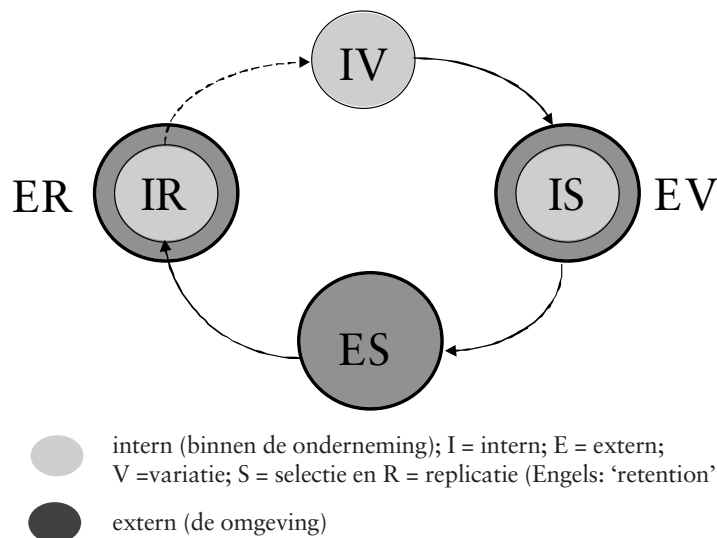 IV
ER IR IS EV
ES
intern (binnen de onderneming); I = intern; E = extern;
V =variatie; S = selectie en R = replicatie (Engels: ‘retention’
extern (de omgeving)